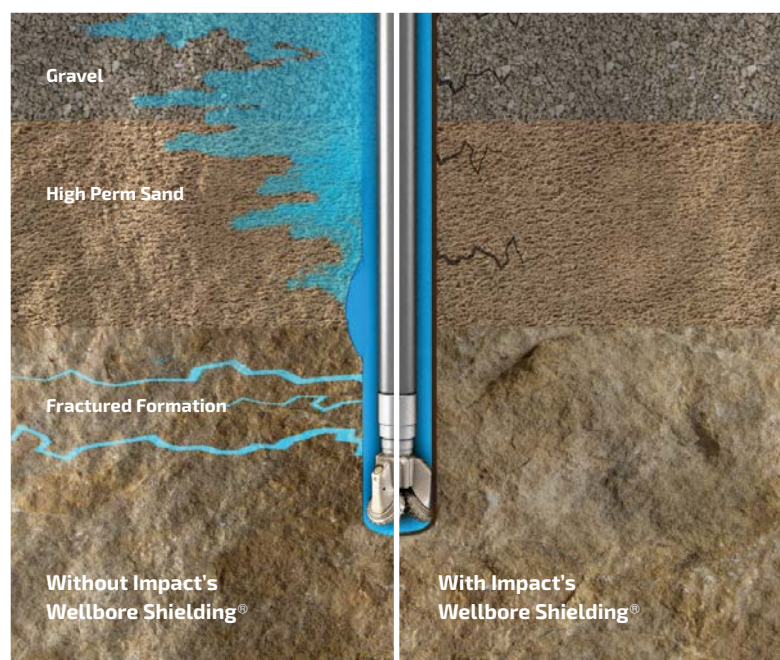 Gravel
High Perm Sand
Fractured Formation
Without Impact's
Wellbore Shielding®
With Impact's
Wellbore Shielding®